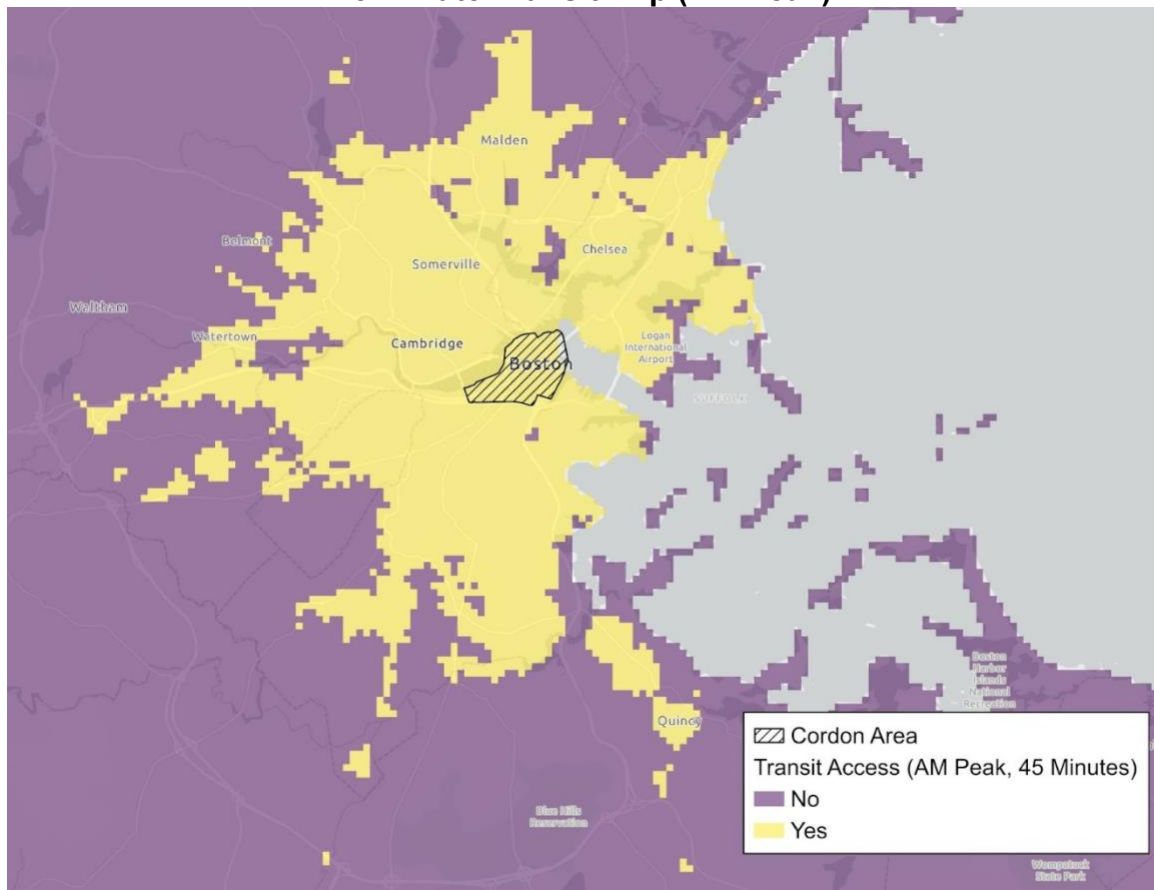 Malden
Belmont
Chelsea
Somerville
Waltham
Watertown
Cambridge
Boston
Logan
International
Airport
SUFFOLK
Boston
Harbor
Islands
National
Recreation
Quincy
Blue Hills
Reservation
Cordon Area
Transit Access (AM Peak, 45 Minutes)
No
Yes
Wompatuck
State Park